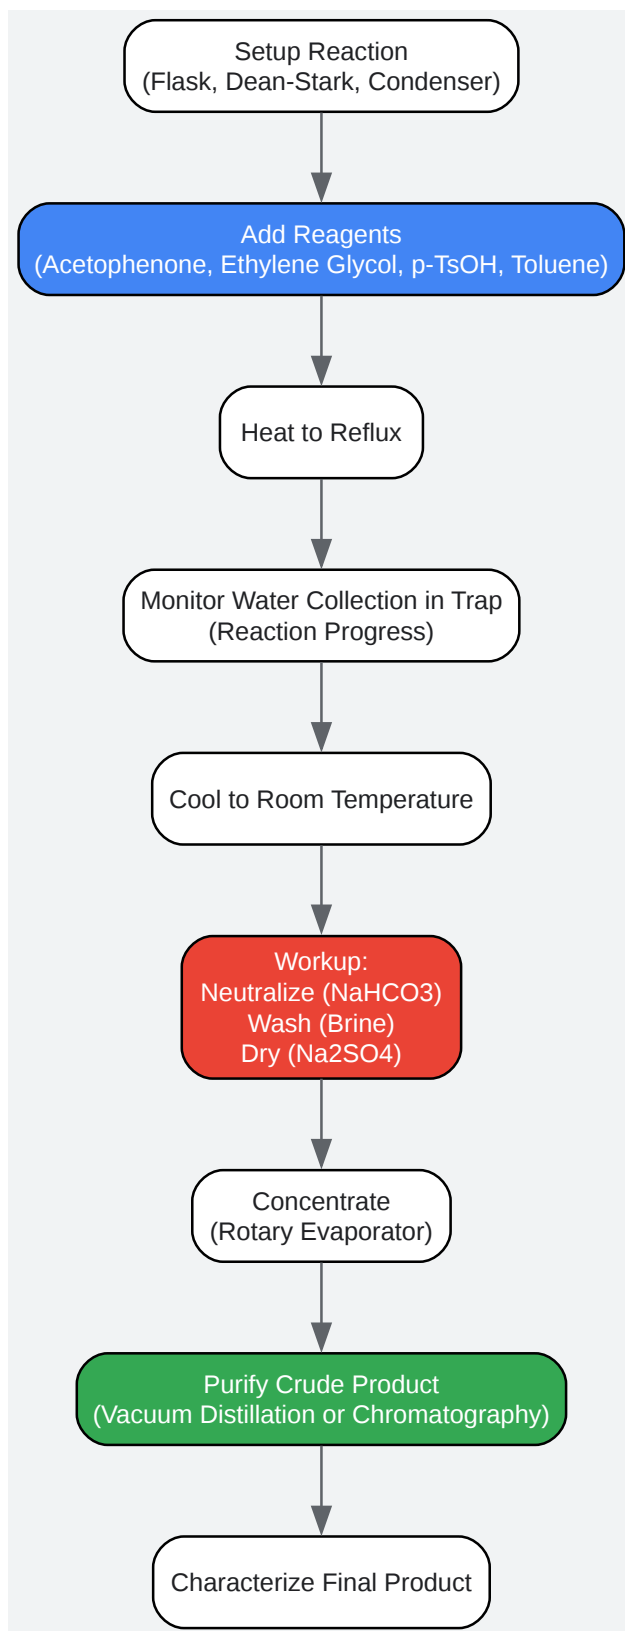 Setup Reaction
(Flask, Dean-Stark, Condenser)
Add Reagents
(Acetophenone, Ethylene Glycol, p-TsOH, Toluene)
Heat to Reflux
Monitor Water Collection in Trap
(Reaction Progress)
Cool to Room Temperature
Workup:
Neutralize (NaHCO3)
Wash (Brine)
Dry (Na2SO4)
Concentrate
(Rotary Evaporator)
Purify Crude Product
(Vacuum Distillation or Chromatography)
Characterize Final Product